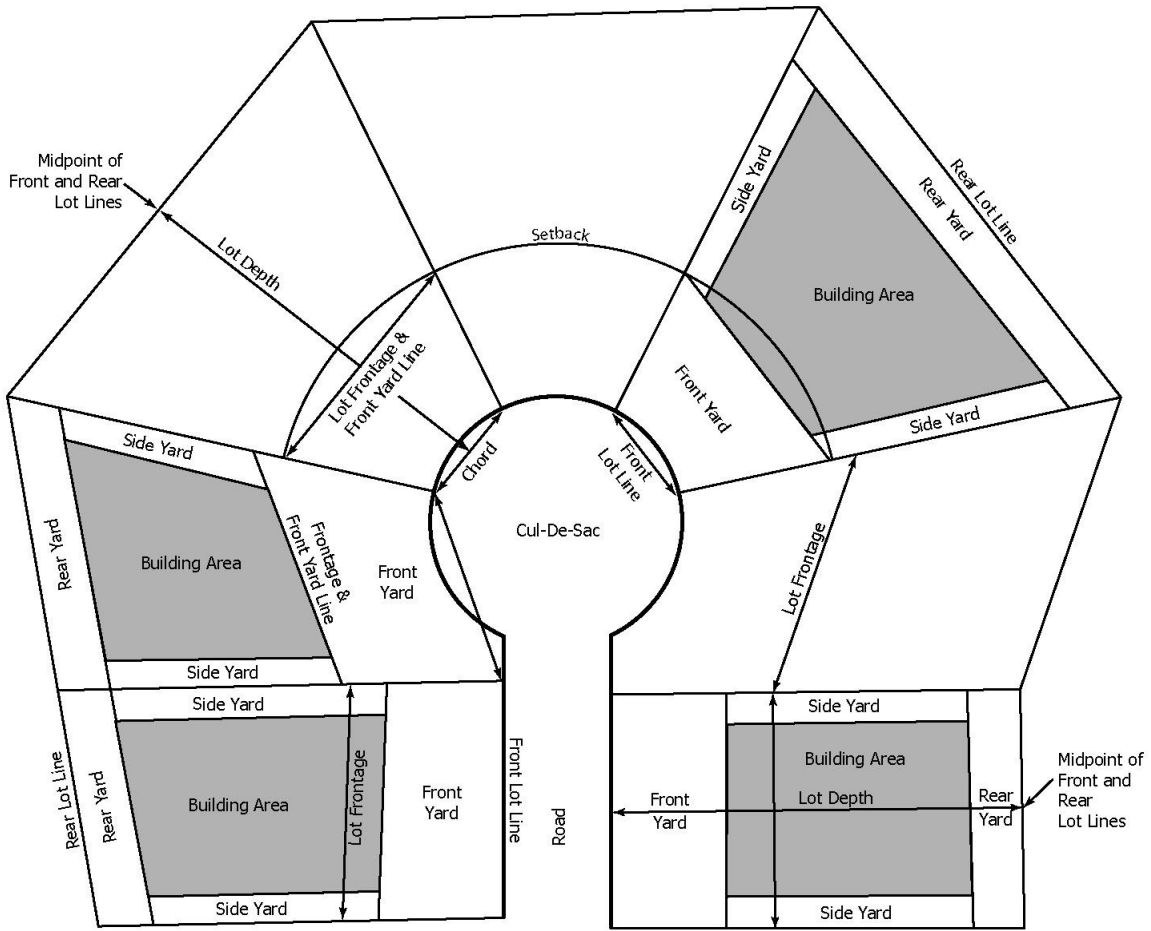 Midpoint of
Front and Rear
Lot Lines
Lot Depth
Setback
Side Yard
Rear Yard
Rear Lot Line
Building Area
Lot Frontage &
Front Yard Line
Front Yard
Chord
Front
Lot Line
Side Yard
Side Yard
Cul-De-Sac
Rear Yard
Building Area
Frontage &
Front Yard Line
Front
Yard
Lot Frontage
Side Yard
Side Yard
Rear Lot Line
Rear Yard
Building Area
Lot Frontage
Front
Yard
Front Lot Line
Side Yard
Road
Side Yard
Building Area
Front
Yard
Lot Depth
Rear
Yard
Midpoint of
Front and
Rear
Lot Lines
Side Yard